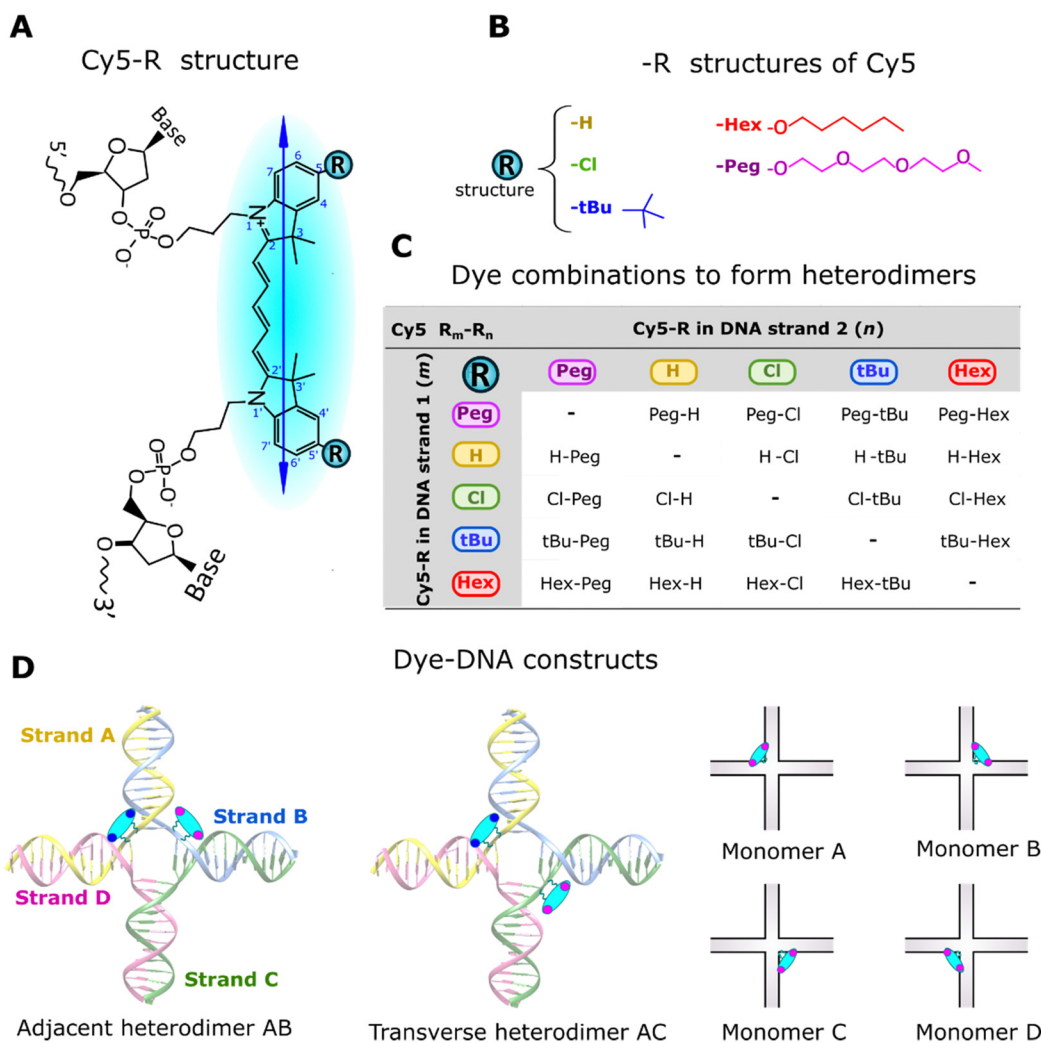 A
Cy5-R structure
5'
O
Base
O
O
P
O
O-
O
N
+
1
2
3
4
5
6
7
R
2'
3'
N
1'
4'
5'
6'
7'
R
O
P
O
O-
O
O
O
Base
3'
B
-R structures of Cy5
R
structure
-H
-Cl
-tBu
-Hex -O
-Peg -O O O O
C
Dye combinations to form heterodimers
Cy5 Rm-Rn Cy5-R in DNA strand 2 (n)
Cy5-R in DNA strand 1 (m)
R Peg H Cl tBu Hex
Peg - Peg-H Peg-Cl Peg-tBu Peg-Hex
H H-Peg - H -Cl H -tBu H-Hex
Cl Cl-Peg Cl-H - Cl-tBu Cl-Hex
tBu tBu-Peg tBu-H tBu-Cl - tBu-Hex
Hex Hex-Peg Hex-H Hex-Cl Hex-tBu -
D
Dye-DNA constructs
Strand A
Strand B
Strand D
Strand C
Adjacent heterodimer AB
Transverse heterodimer AC
Monomer A
Monomer B
Monomer C
Monomer D